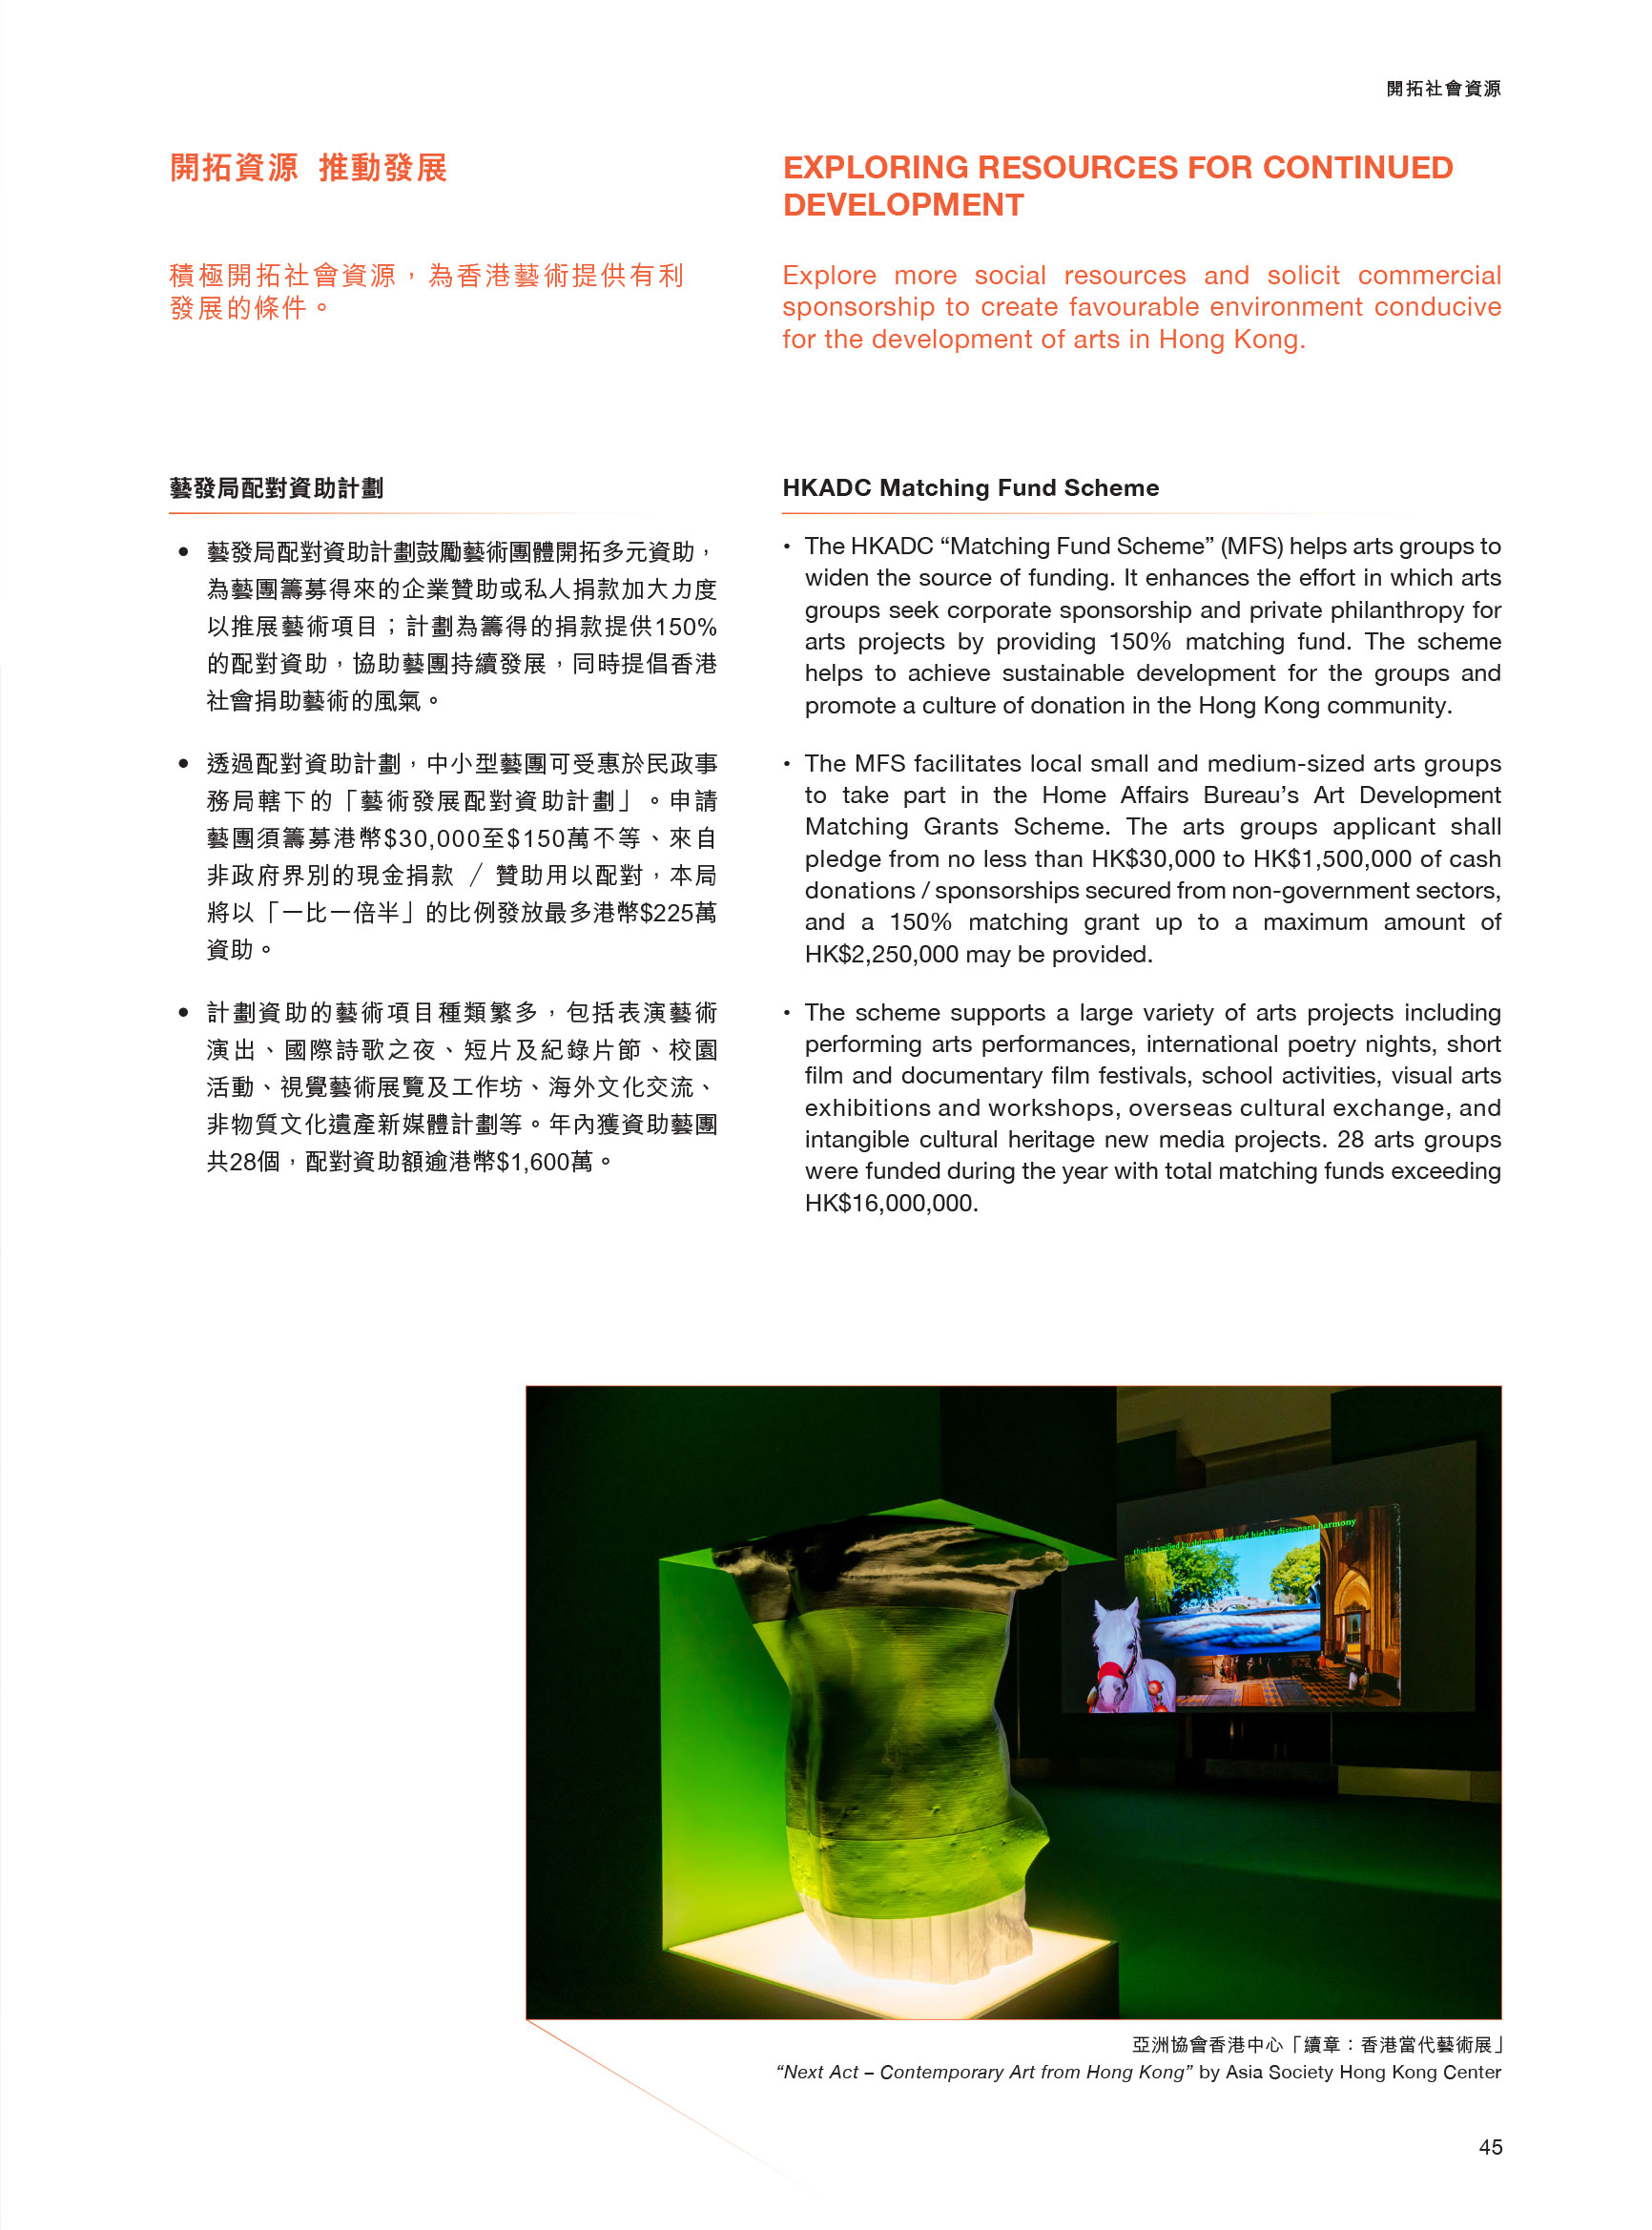 開拓社會資源
開拓資源 推動發展
積極開拓社會資源，為香港藝術提供有利
發展的條件。
藝發局配對資助計劃
• 藝發局配對資助計劃鼓勵藝術團體開拓多元資助，
為藝團籌募得來的企業贊助或私人捐款加大力度
以推展藝術項目；計劃為籌得的捐款提供150%
的配對資助，協助藝團持續發展，同時提倡香港
社會捐助藝術的風氣。
• 透過配對資助計劃，中小型藝團可受惠於民政事
務局轄下的「藝術發展配對資助計劃」。申請
藝團須籌募港幣$30,000至$150萬不等、來自
非政府界別的現金捐款 / 贊助用以配對，本局
將以「一比一倍半」的比例發放最多港幣$225萬
資助。
• 計劃資助的藝術項目種類繁多，包括表演藝術
演出、國際詩歌之夜、短片及紀錄片節、校園
活動、視覺藝術展覽及工作坊、海外文化交流、
非物質文化遺產新媒體計劃等。年內獲資助藝團
共28個，配對資助額逾港幣$1,600萬。
EXPLORING RESOURCES FOR CONTINUED
DEVELOPMENT
Explore more social resources and solicit commercial
sponsorship to create favourable environment conducive
for the development of arts in Hong Kong.
HKADC Matching Fund Scheme
• The HKADC “Matching Fund Scheme” (MFS) helps arts groups to
widen the source of funding. It enhances the effort in which arts
groups seek corporate sponsorship and private philanthropy for
arts projects by providing 150% matching fund. The scheme
helps to achieve sustainable development for the groups and
promote a culture of donation in the Hong Kong community.
• The MFS facilitates local small and medium-sized arts groups
to take part in the Home Affairs Bureau’s Art Development
Matching Grants Scheme. The arts groups applicant shall
pledge from no less than HK$30,000 to HK$1,500,000 of cash
donations / sponsorships secured from non-government sectors,
and a 150% matching grant up to a maximum amount of
HK$2,250,000 may be provided.
• The scheme supports a large variety of arts projects including
performing arts performances, international poetry nights, short
film and documentary film festivals, school activities, visual arts
exhibitions and workshops, overseas cultural exchange, and
intangible cultural heritage new media projects. 28 arts groups
were funded during the year with total matching funds exceeding
HK$16,000,000.
that is typified by and highly dissonant harmony
亞洲協會香港中心「續章：香港當代藝術展」
“Next Act – Contemporary Art from Hong Kong” by Asia Society Hong Kong Center
45